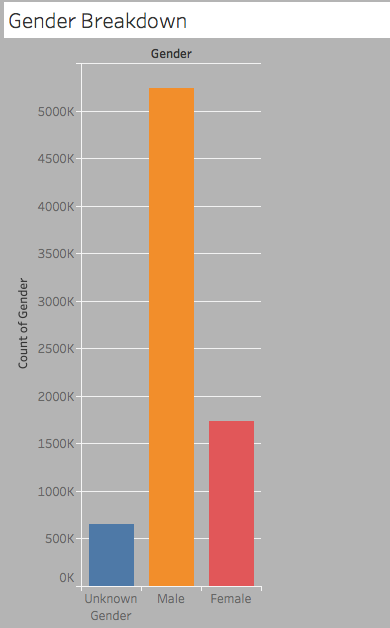 Gender Breakdown
Gender
5000K
4500K
4000K
3500K
3000K
2500K
2000K
1500K
1000K
500K
0K
Count of Gender
Unknown Gender
Male
Female